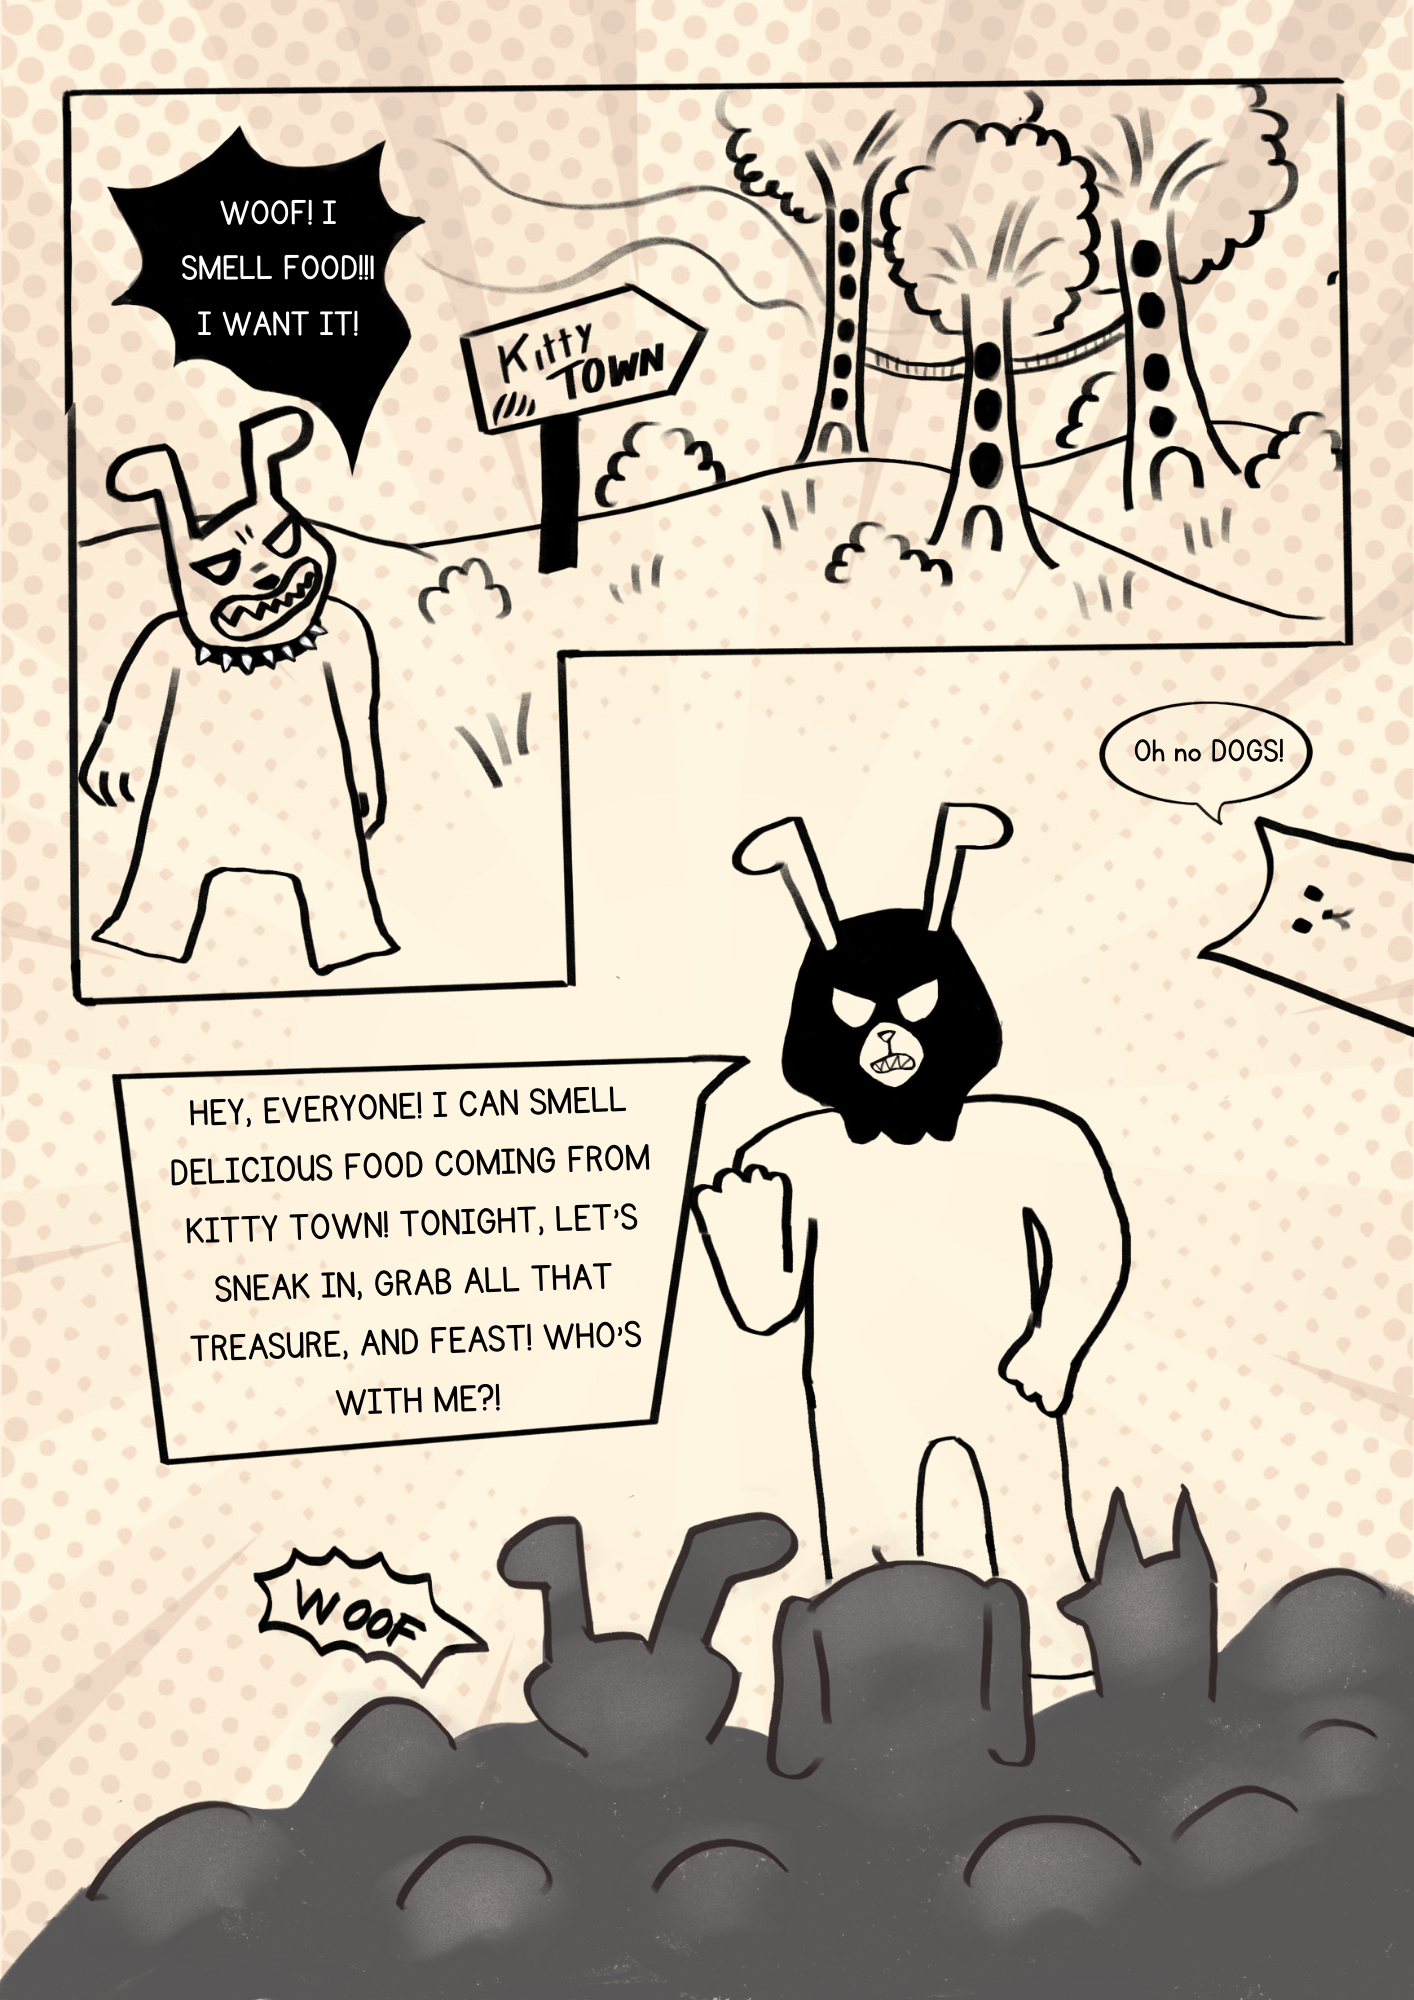 WOOF! I
SMELL FOOD!!!
I WANT IT!
Kitty
TOWN
Oh no DOGS!
HEY, EVERYONE! I CAN SMELL
DELICIOUS FOOD COMING FROM
KITTY TOWN! TONIGHT, LET'S
SNEAK IN, GRAB ALL THAT
TREASURE, AND FEAST! WHO'S
WITH ME?!
WOOF